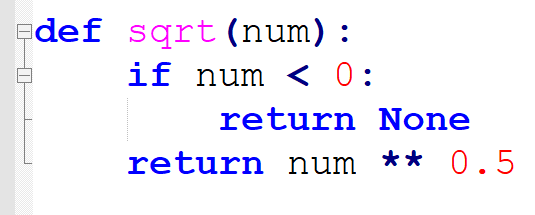 def sqrt(num):
    if num < 0:
        return None
    return num ** 0.5